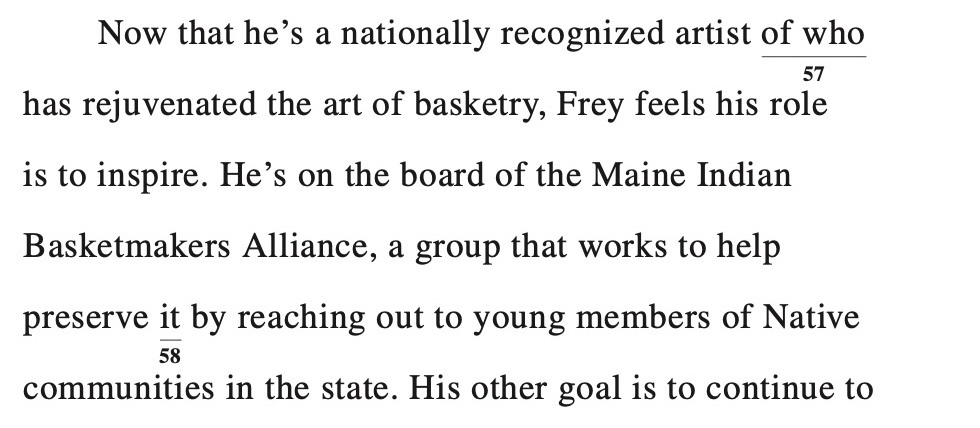 Now that he's a nationally recognized artist of who
57
has rejuvenated the art of basketry, Frey feels his role
is to inspire. He's on the board of the Maine Indian
Basketmakers Alliance, a group that works to help
preserve it by reaching out to young members of Native
58
communities in the state. His other goal is to continue to